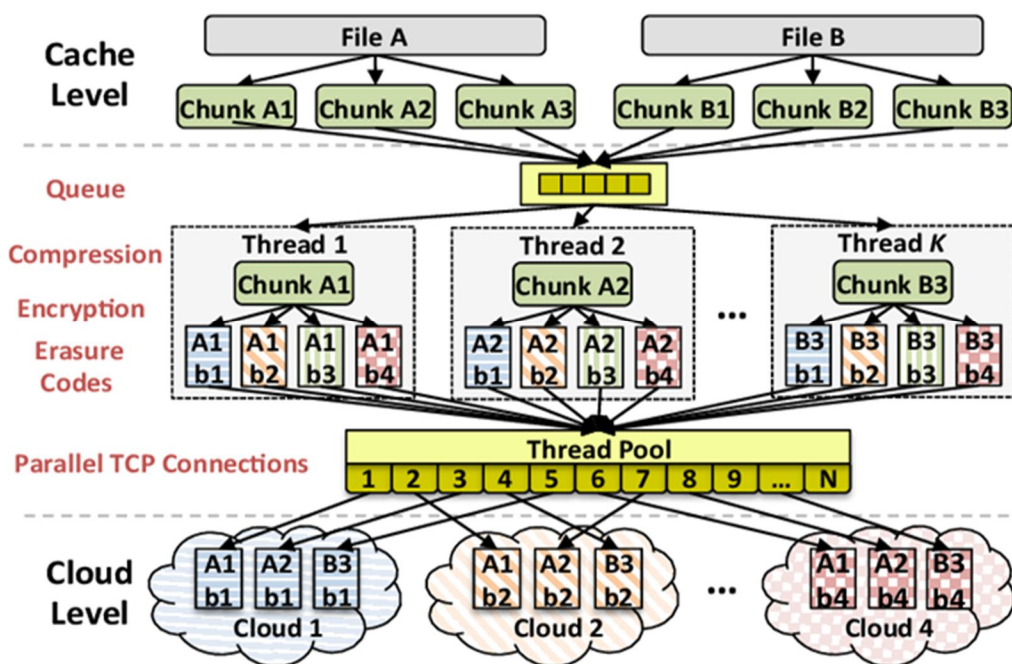 Cache
Level
File A
File B
Chunk A1
Chunk A2
Chunk A3
Chunk B1
Chunk B2
Chunk B3
Queue
Compression
Encryption
Erasure
Codes
Thread 1
Chunk A1
A1 A1 A1 A1
b1 b2 b3 b4
Thread 2
Chunk A2
A2 A2 A2 A2
b1 b2 b3 b4
...
Thread K
Chunk B3
B3 B3 B3 B3
b1 b2 b3 b4
Parallel TCP Connections
Thread Pool
1 2 3 4 5 6 7 8 9 ... N
Cloud
Level
A1 A2 B3
b1 b1 b1
Cloud 1
A1 A2 B3
b2 b2 b2
Cloud 2
...
A1 A2 B3
b4 b4 b4
Cloud 4